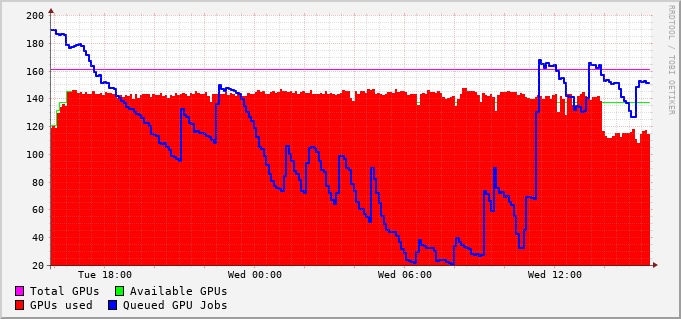 RRDTOOL / TOBI OETIKER
200
180
160
140
120
100
80
60
40
20
Tue 18:00 Wed 00:00 Wed 06:00 Wed 12:00
Total GPUs Available GPUs
GPUs used Queued GPU Jobs